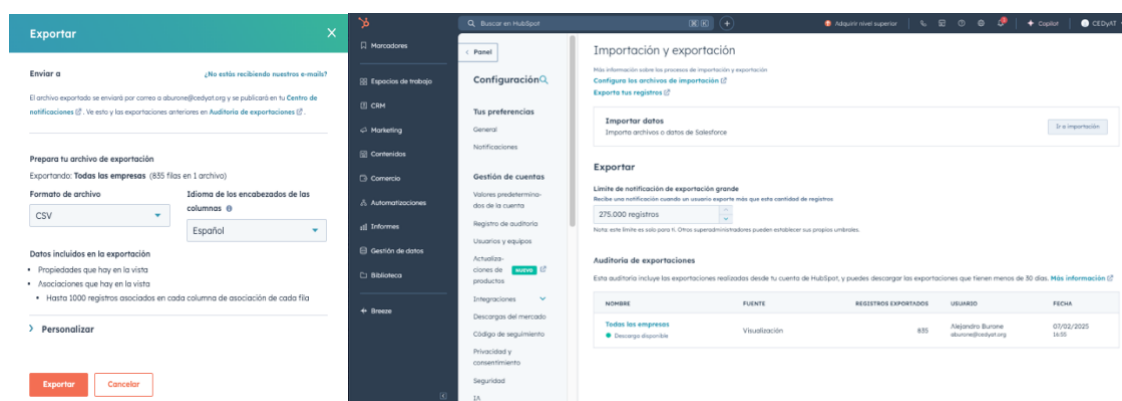 Exportar
Enviar a
¿No estás recibiendo nuestros e-mails?
El archivo exportado se enviará por correo a aburone@cedyat.org y se publicará en tu Centro de
notificaciones. Ve esto y las exportaciones anteriores en Auditoría de exportaciones.
Prepara tu archivo de exportación
Exportando: Todas las empresas (835 filas en 1 archivo)
Formato de archivo
CSV
Idioma de los encabezados de las
columnas
Español
Datos incluidos en la exportación
Propiedades que hay en la vista
Asociaciones que hay en la vista
Hasta 1000 registros asociados en cada columna de asociación de cada fila
Personalizar
Exportar
Cancelar
Buscar en HubSpot
⌘ K
Adquirir nivel superior
Copilot
CEDyAT
Marcadores
Espacios de trabajo
CRM
Marketing
Contenidos
Comercio
Automatizaciones
Informes
Gestión de datos
Biblioteca
Breeze
Panel
Configuración
Tus preferencias
General
Notificaciones
Gestión de cuentas
Valores predetermina-
dos de la cuenta
Registro de auditoría
Usuarios y equipos
Actualiza-
ciones de nuevo
productos
Integraciones
Descargas del mercado
Código de seguimiento
Privacidad y
consentimiento
Seguridad
IA
Importación y exportación
Más información sobre los procesos de importación y exportación
Configura los archivos de importación
Exporta tus registros
Importar datos
Importa archivos o datos de Salesforce
Ir a importación
Exportar
Límite de notificación de exportación grande
Recibe una notificación cuando un usuario exporte más que esta cantidad de registros
275.000 registros
Nota: este límite es solo para ti. Otros superadministradores pueden establecer sus propios umbrales.
Auditoría de exportaciones
Esta auditoría incluye las exportaciones realizadas desde tu cuenta de HubSpot, y puedes descargar las exportaciones que tienen menos de 30 días. Más información
NOMBRE FUENTE REGISTROS EXPORTADOS USUARIO FECHA
Todas las empresas
Descarga disponible
Visualización
835
Alejandro Burone
aburone@cedyat.org
07/02/2025
16:55